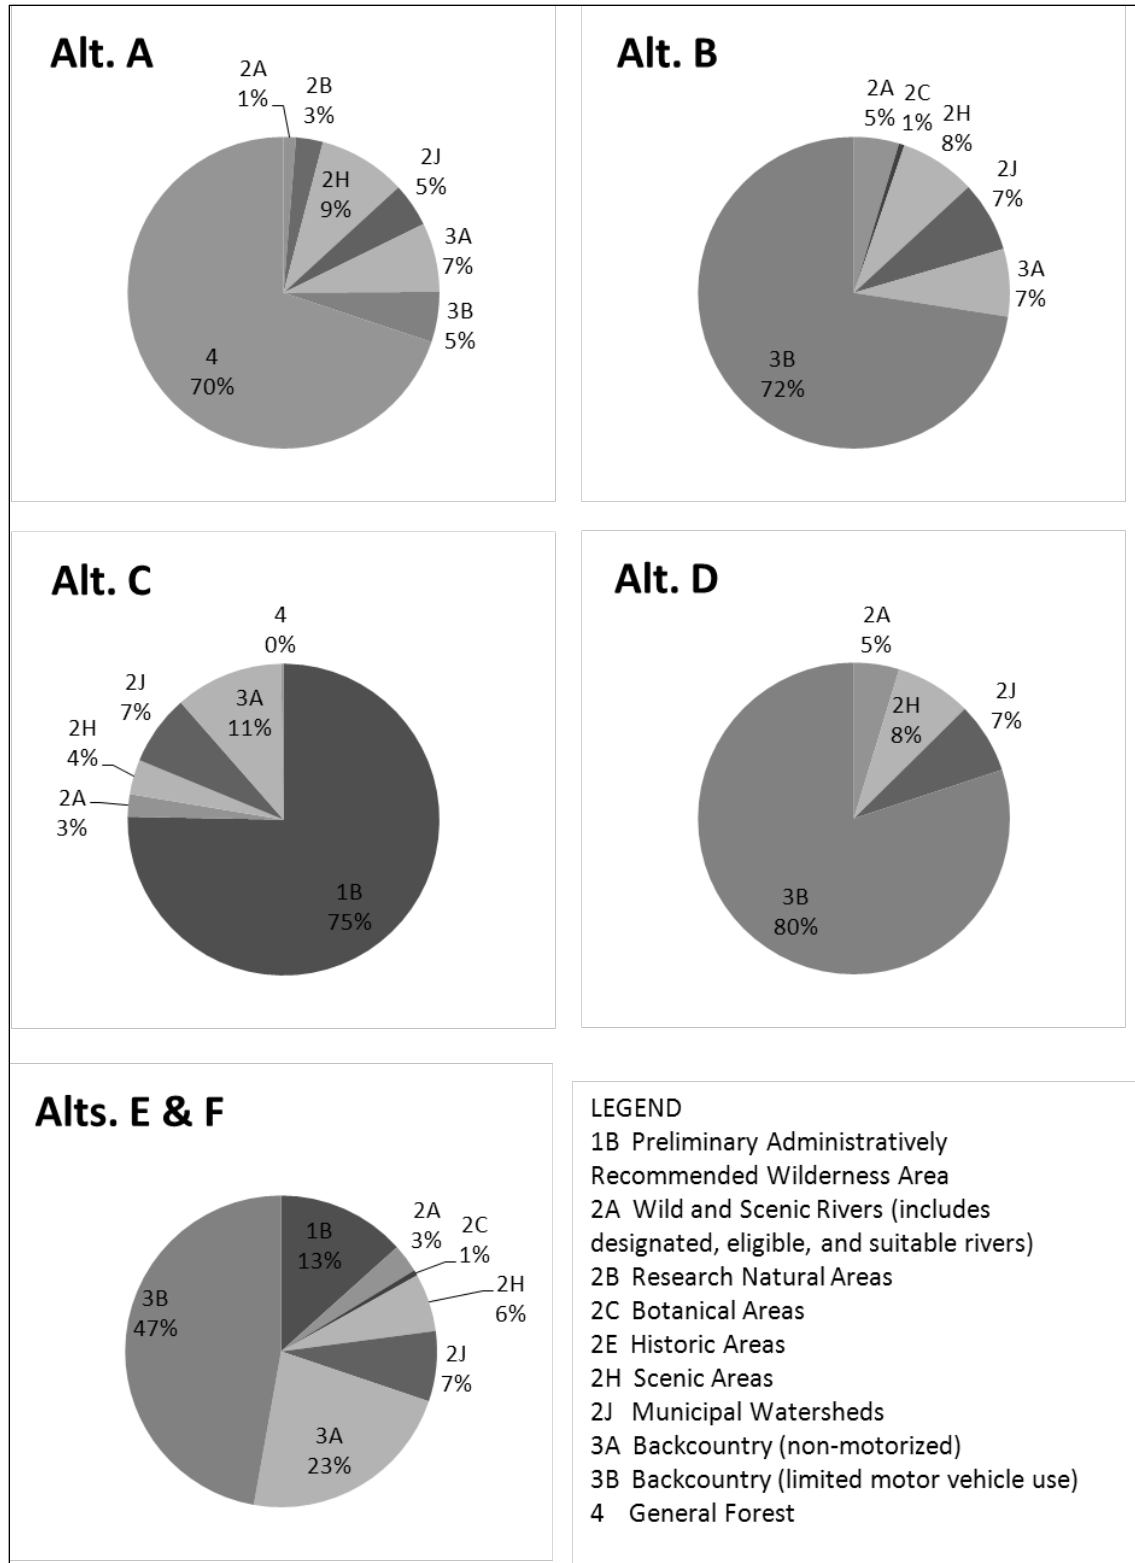 Alt. A
2A
1%
2B
3%
2H
9%
2J
5%
3A
7%
3B
5%
4
70%
Alt. B
2A
5%
2C
1%
2H
8%
2J
7%
3A
7%
3B
72%
Alt. C
4
0%
3A
11%
2J
7%
2H
4%
2A
3%
1B
75%
Alt. D
2A
5%
2H
8%
2J
7%
3B
80%
Alts. E & F
1B
13%
2A
3%
2C
1%
2H
6%
2J
7%
3A
23%
3B
47%
LEGEND
1B Preliminary Administratively
Recommended Wilderness Area
2A Wild and Scenic Rivers (includes
designated, eligible, and suitable rivers)
2B Research Natural Areas
2C Botanical Areas
2E Historic Areas
2H Scenic Areas
2J Municipal Watersheds
3A Backcountry (non-motorized)
3B Backcountry (limited motor vehicle use)
4 General Forest